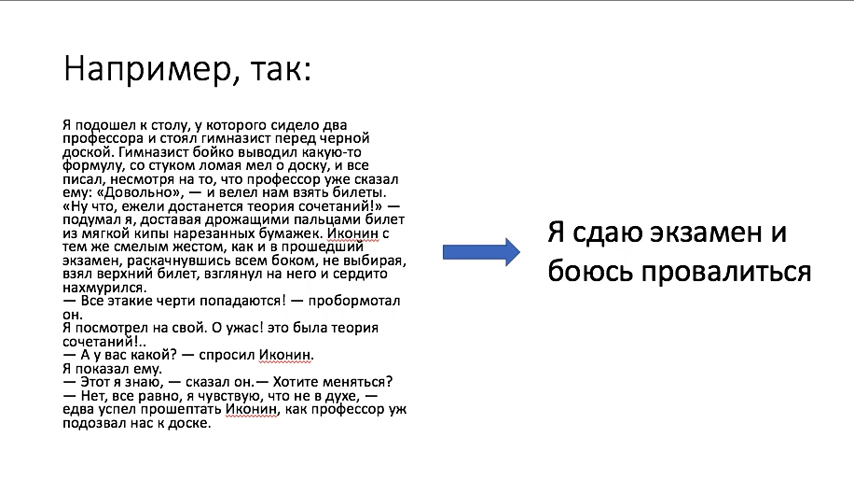 Например, так:
Я подошел к столу, у которого сидело два
профессора и стоял гимназист перед черной
доской. Гимназист бойко выводил какую-то
формулу, со стуком ломая мел о доску, и все
писал, несмотря на то, что профессор уже сказал
ему: «Довольно», — и велел нам взять билеты.
«Ну что, ежели достанется теория сочетаний!» —
подумал я, доставая дрожащими пальцами билет
из мягкой кипы нарезанных бумажек. Иконин с
тем же смелым жестом, как и в прошедший
экзамен, раскачнувшись всем боком, не выбирая,
взял верхний билет, взглянул на него и сердито
нахмурился.
— Все этакие черти попадаются! — пробормотал
он.
Я посмотрел на свой. О ужас! это была теория
сочетаний!..
— А у вас какой? — спросил Иконин.
Я показал ему.
— Этот я знаю, — сказал он.— Хотите меняться?
— Нет, все равно, я чувствую, что не в духе, —
едва успел прошептать Иконин, как профессор уж
подозвал нас к доске.
Я сдаю экзамен и
боюсь провалиться